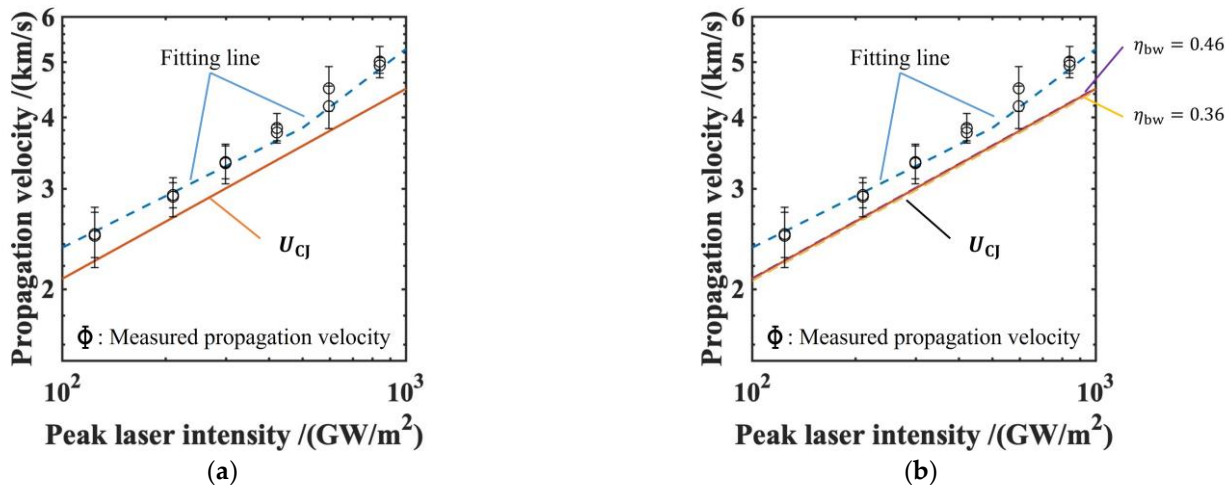 6
5
4
3
2
Propagation velocity /(km/s)
Fitting line
U_CJ
: Measured propagation velocity
10^2
10^3
Peak laser intensity /(GW/m^2)
(a)
6
5
4
3
2
Propagation velocity /(km/s)
Fitting line
η_bw = 0.46
η_bw = 0.36
U_CJ
: Measured propagation velocity
10^2
10^3
Peak laser intensity /(GW/m^2)
(b)